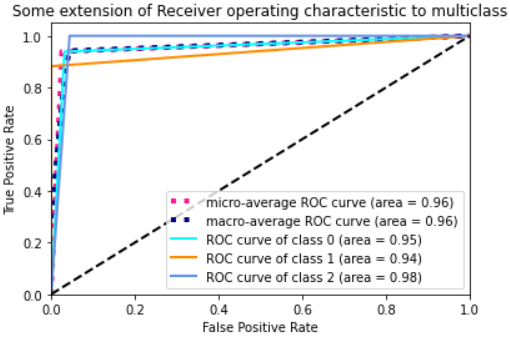 Some extension of Receiver operating characteristic to multiclass
1.0
0.8
0.6
0.4
0.2
0.0
True Positive Rate
micro-average ROC curve (area = 0.96)
macro-average ROC curve (area = 0.96)
ROC curve of class 0 (area = 0.95)
ROC curve of class 1 (area = 0.94)
ROC curve of class 2 (area = 0.98)
0.0 0.2 0.4 0.6 0.8 1.0
False Positive Rate